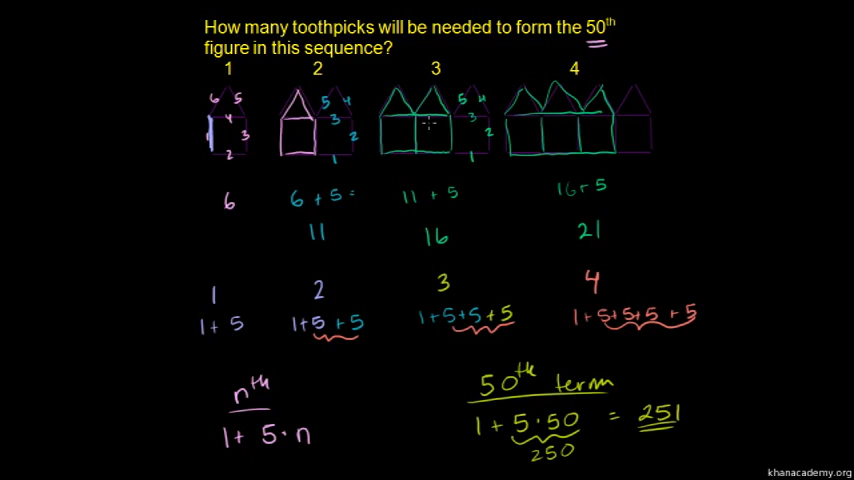 How many toothpicks will be needed to form the 50th
figure in this sequence?
1 2 3 4
6 5 5 4 5 4
4 3 3
1 3 2 2
2 1 1
6 6 + 5 = 11 + 5 16 + 5
11 16 21
1 2 3 4
1 + 5 1 + 5 + 5 1 + 5 + 5 + 5 1 + 5 + 5 + 5 + 5
nth 50th term
1 + 5 · n 1 + 5 · 50 = 251
250
khanacademy.org